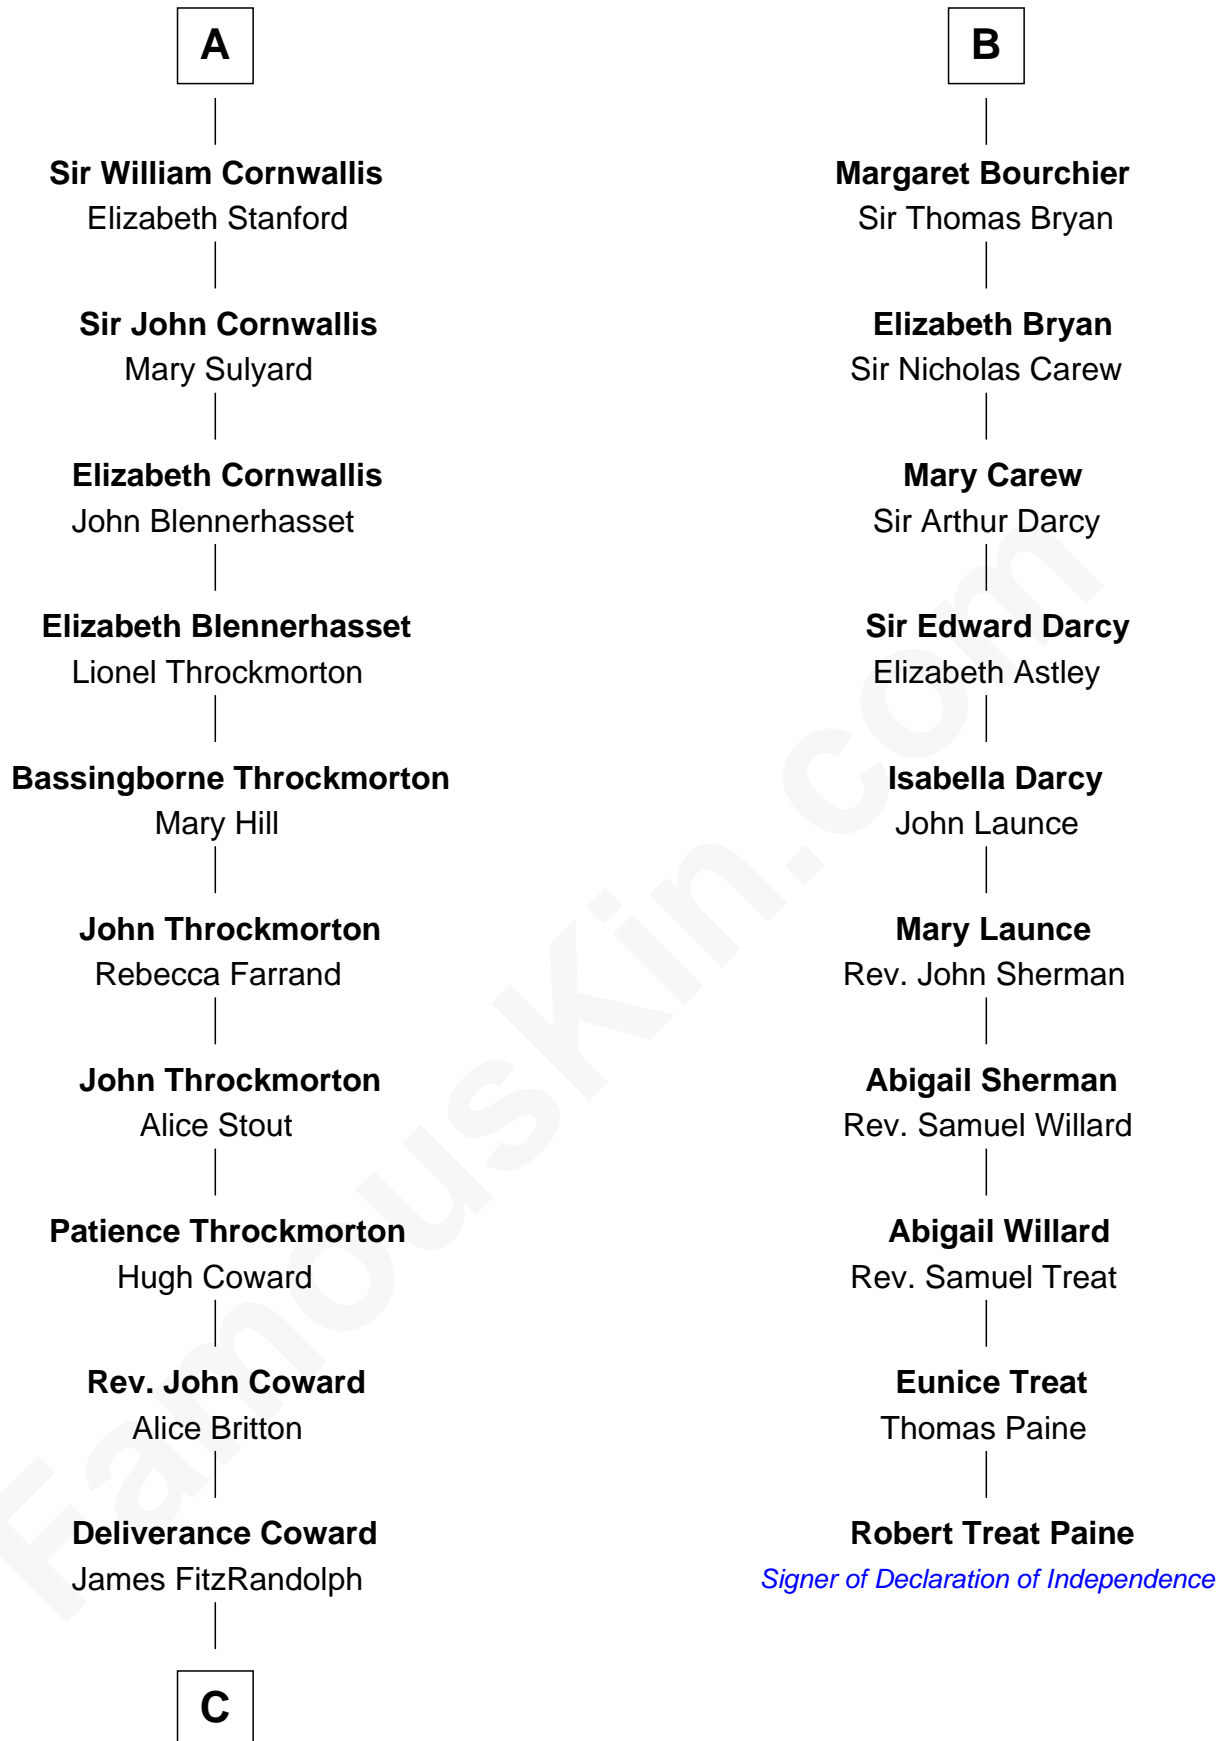 A
Sir William Cornwallis
Elizabeth Stanford
Sir John Cornwallis
Mary Sulyard
Elizabeth Cornwallis
John Blennerhasset
Elizabeth Blennerhasset
Lionel Throckmorton
Bassingborne Throckmorton
Mary Hill
John Throckmorton
Rebecca Farrand
John Throckmorton
Alice Stout
Patience Throckmorton
Hugh Coward
Rev. John Coward
Alice Britton
Deliverance Coward
James FitzRandolph
C
B
Margaret Bourchier
Sir Thomas Bryan
Elizabeth Bryan
Sir Nicholas Carew
Mary Carew
Sir Arthur Darcy
Sir Edward Darcy
Elizabeth Astley
Isabella Darcy
John Launce
Mary Launce
Rev. John Sherman
Abigail Sherman
Rev. Samuel Willard
Abigail Willard
Rev. Samuel Treat
Eunice Treat
Thomas Paine
Robert Treat Paine
Signer of Declaration of Independence
FamousKin.com